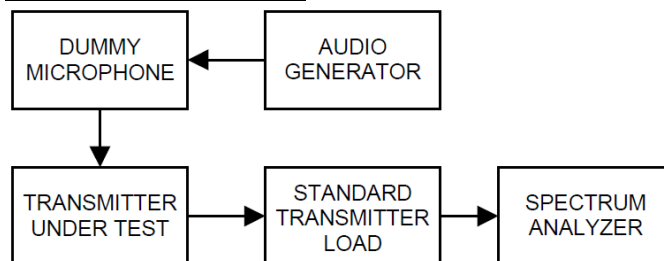 DUMMY
MICROPHONE
AUDIO
GENERATOR
TRANSMITTER
UNDER TEST
STANDARD
TRANSMITTER
LOAD
SPECTRUM
ANALYZER